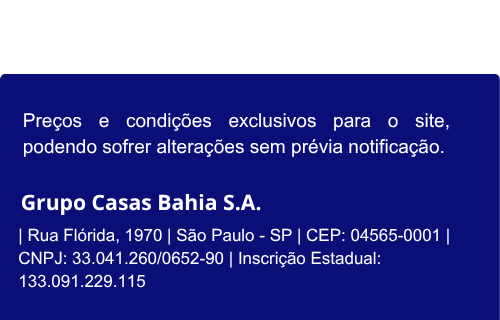 Preços e condições exclusivos para o site,
podendo sofrer alterações sem prévia notificação.
Grupo Casas Bahia S.A.
| Rua Flórida, 1970 | São Paulo - SP | CEP: 04565-0001 |
CNPJ: 33.041.260/0652-90 | Inscrição Estadual:
133.091.229.115